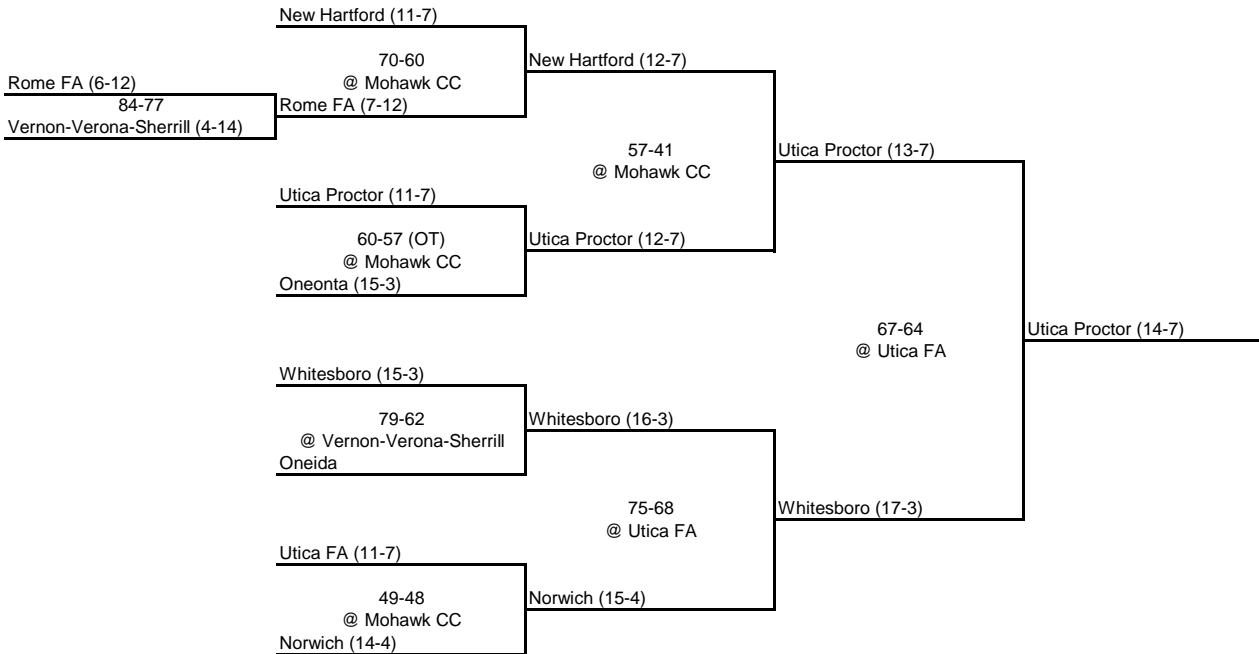 New Hartford (11-7)
70-60
New Hartford (12-7)
@ Mohawk CC
Rome FA (6-12)
84-77
Rome FA (7-12)
Vernon-Verona-Sherrill (4-14)
57-41
Utica Proctor (13-7)
@ Mohawk CC
Utica Proctor (11-7)
60-57 (OT)
Utica Proctor (12-7)
@ Mohawk CC
Oneonta (15-3)
67-64
Utica Proctor (14-7)
@ Utica FA
Whitesboro (15-3)
79-62
Whitesboro (16-3)
@ Vernon-Verona-Sherrill
Oneida
75-68
Whitesboro (17-3)
@ Utica FA
Utica FA (11-7)
49-48
Norwich (15-4)
@ Mohawk CC
Norwich (14-4)